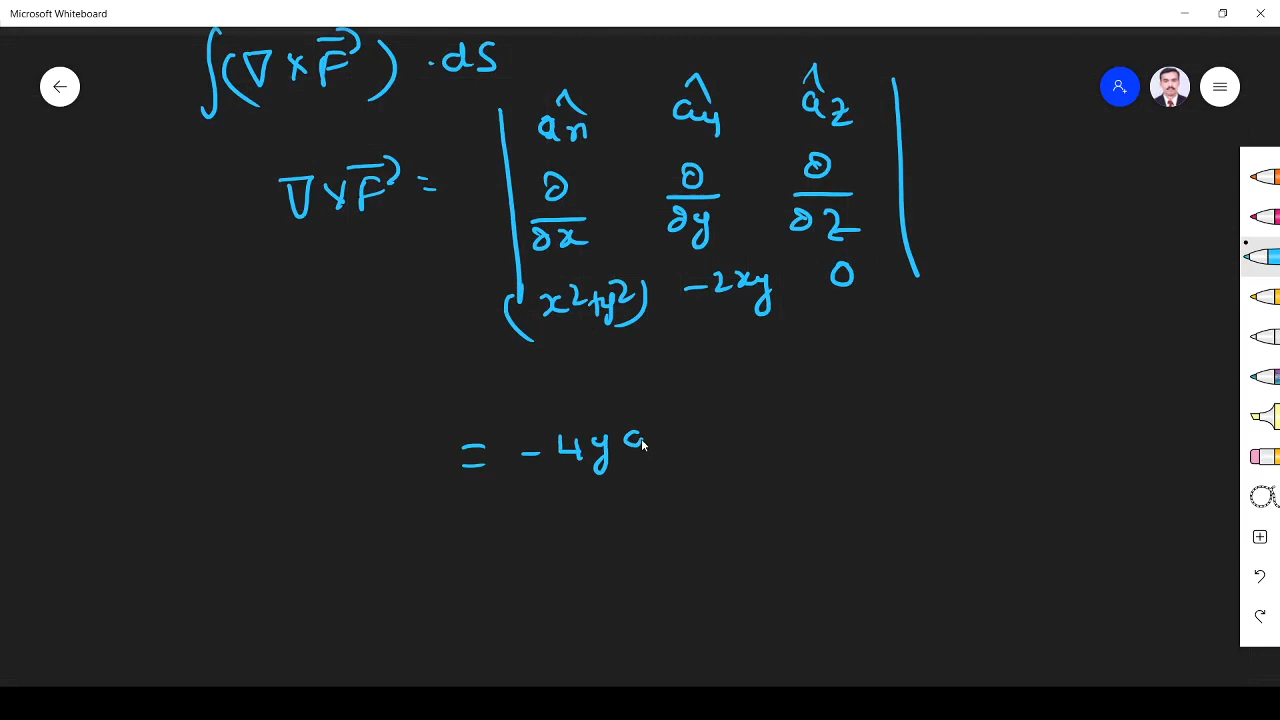 Microsoft Whiteboard
∫(∇×F⃗) . dS
âx ây âz
∇×F⃗ =
∂/∂x ∂/∂y ∂/∂z
(x²+y²) -2xy 0
= -4y a